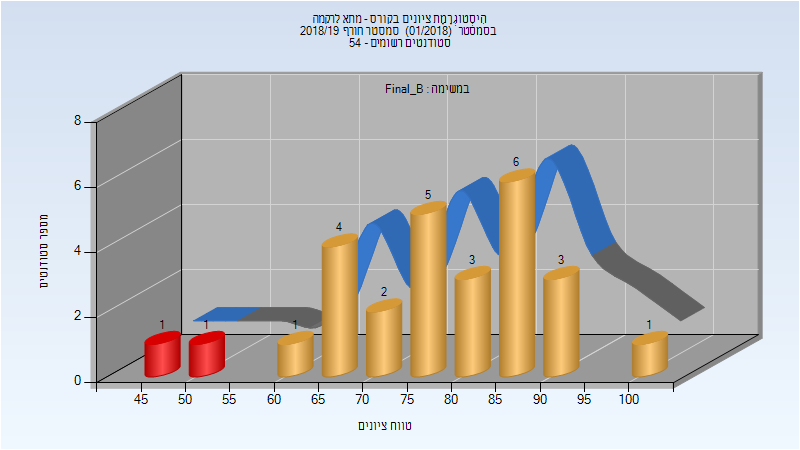 היסטוגרמת ציונים בקורס - מתא לרקמה
בסמסטר (01/2018) סמסטר חורף 2018/19
סטודנטים רשומים - 54
במשימה : Final_B
מספר סטודנטים
8
6
4
2
0
1
1
1
4
2
5
3
6
3
1
45 50 55 60 65 70 75 80 85 90 95 100
טווח ציונים